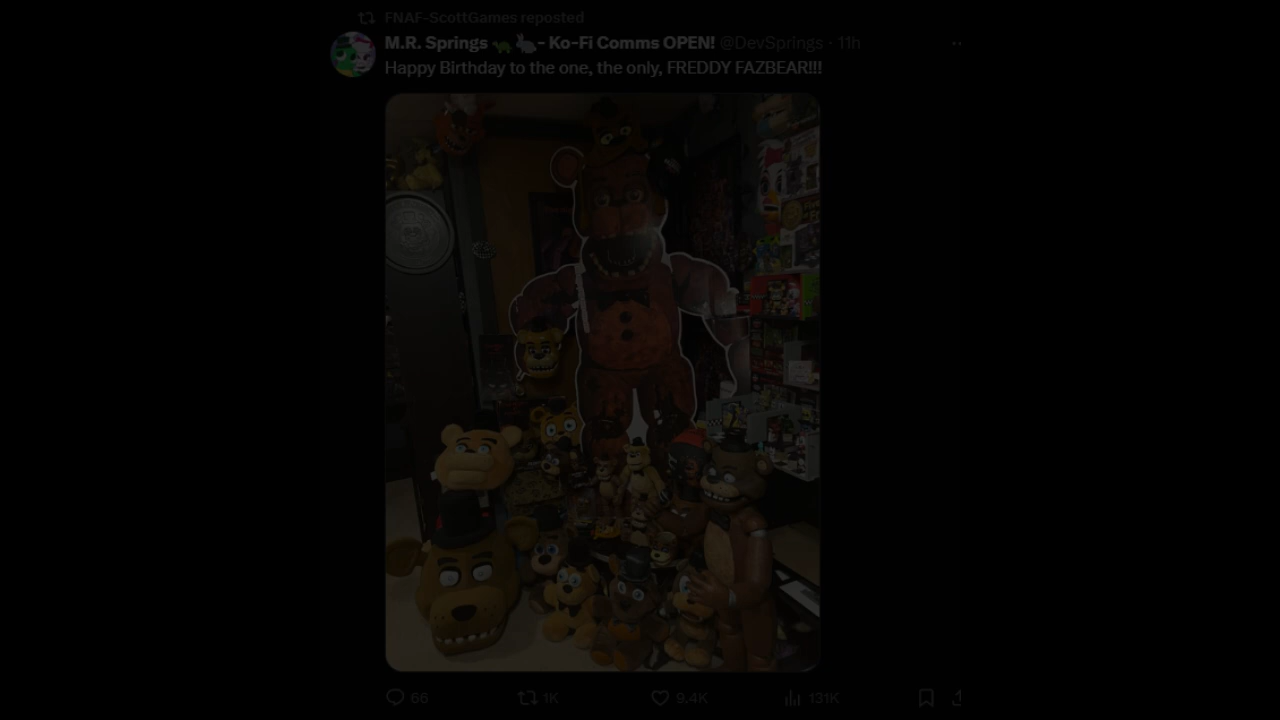 FNAF-ScottGames reposted
M.R. Springs 🐢🐇 - Ko-Fi Comms OPEN! @DevSprings · 11h
Happy Birthday to the one, the only, FREDDY FAZBEAR!!!
66 1K 9.4K 131K